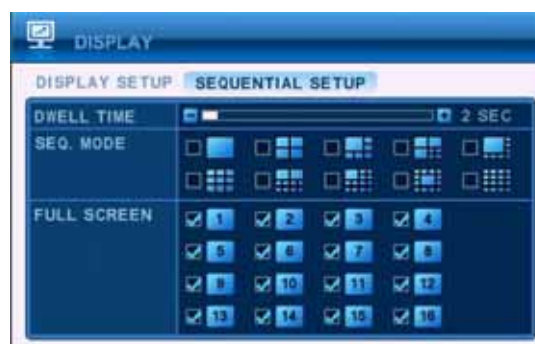 DISPLAY
DISPLAY SETUP SEQUENTIAL SETUP
DWELL TIME 2 SEC
SEQ. MODE
FULL SCREEN 1 2 3 4
5 6 7 8
9 10 11 12
13 14 15 16